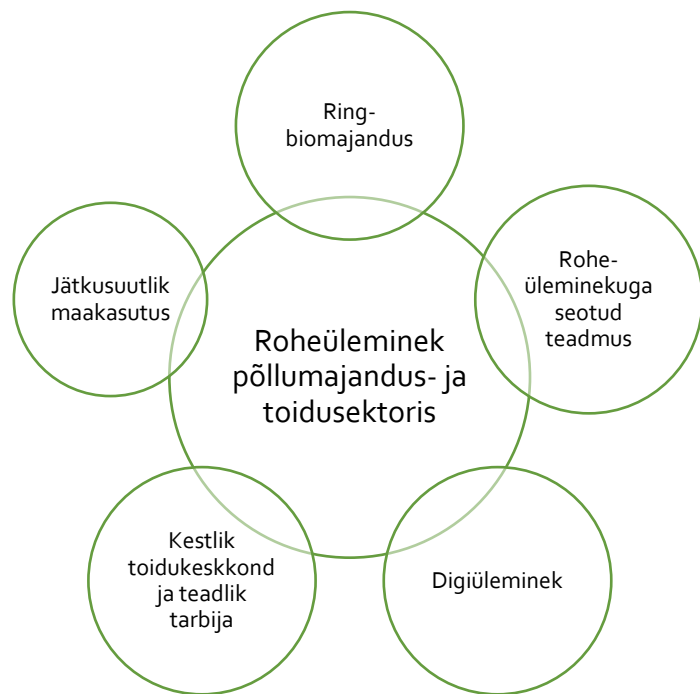 Ring-
biomajandus
Jätkusuutlik
maakasutus
Rohe-
üleminekuga
seotud
teadmus
Roheüleminek
põllumajandus- ja
toidusektoris
Kestlik
toidukeskkond
ja teadlik
tarbija
Digiüleminek